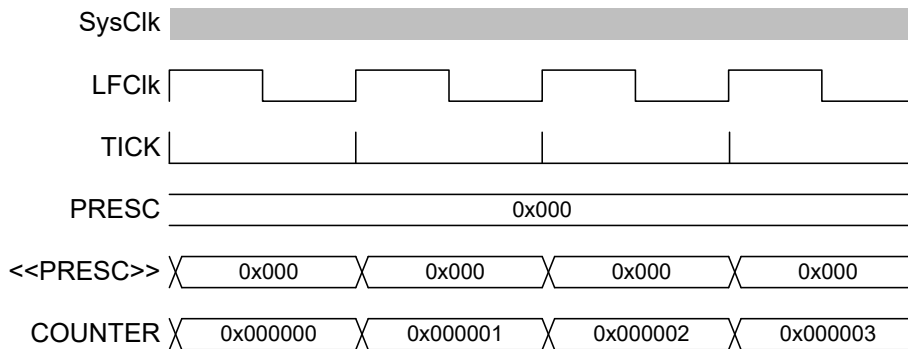 SysClk
LFClk
TICK
PRESC 0x000
<<PRESC>> 0x000 0x000 0x000 0x000
COUNTER 0x000000 0x000001 0x000002 0x000003